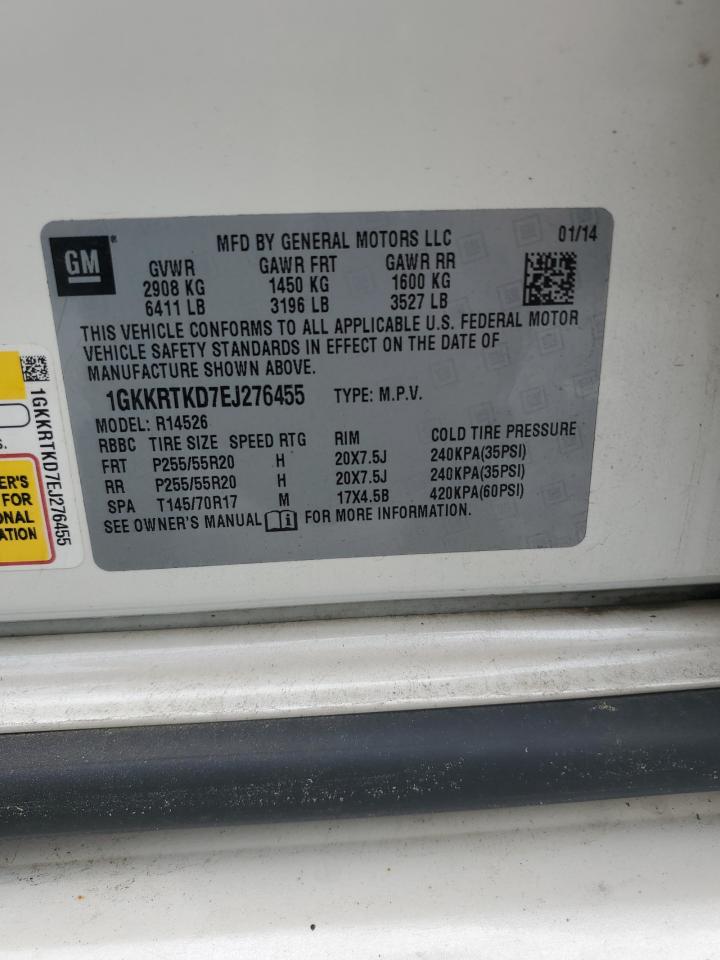 GM
MFD BY GENERAL MOTORS LLC 01/14
GVWR GAWR FRT GAWR RR
2908 KG 1450 KG 1600 KG
6411 LB 3196 LB 3527 LB
THIS VEHICLE CONFORMS TO ALL APPLICABLE U.S. FEDERAL MOTOR
VEHICLE SAFETY STANDARDS IN EFFECT ON THE DATE OF
MANUFACTURE SHOWN ABOVE.
1GKKRTKD7EJ276455 TYPE: M.P.V.
MODEL: R14526
RBBC TIRE SIZE SPEED RTG RIM COLD TIRE PRESSURE
FRT P255/55R20 H 20X7.5J 240KPA(35PSI)
RR P255/55R20 H 20X7.5J 240KPA(35PSI)
SPA T145/70R17 M 17X4.5B 420KPA(60PSI)
SEE OWNER'S MANUAL i FOR MORE INFORMATION.
1GKKRTKD7EJ276455
S.
ER'S
FOR
ONAL
ATION